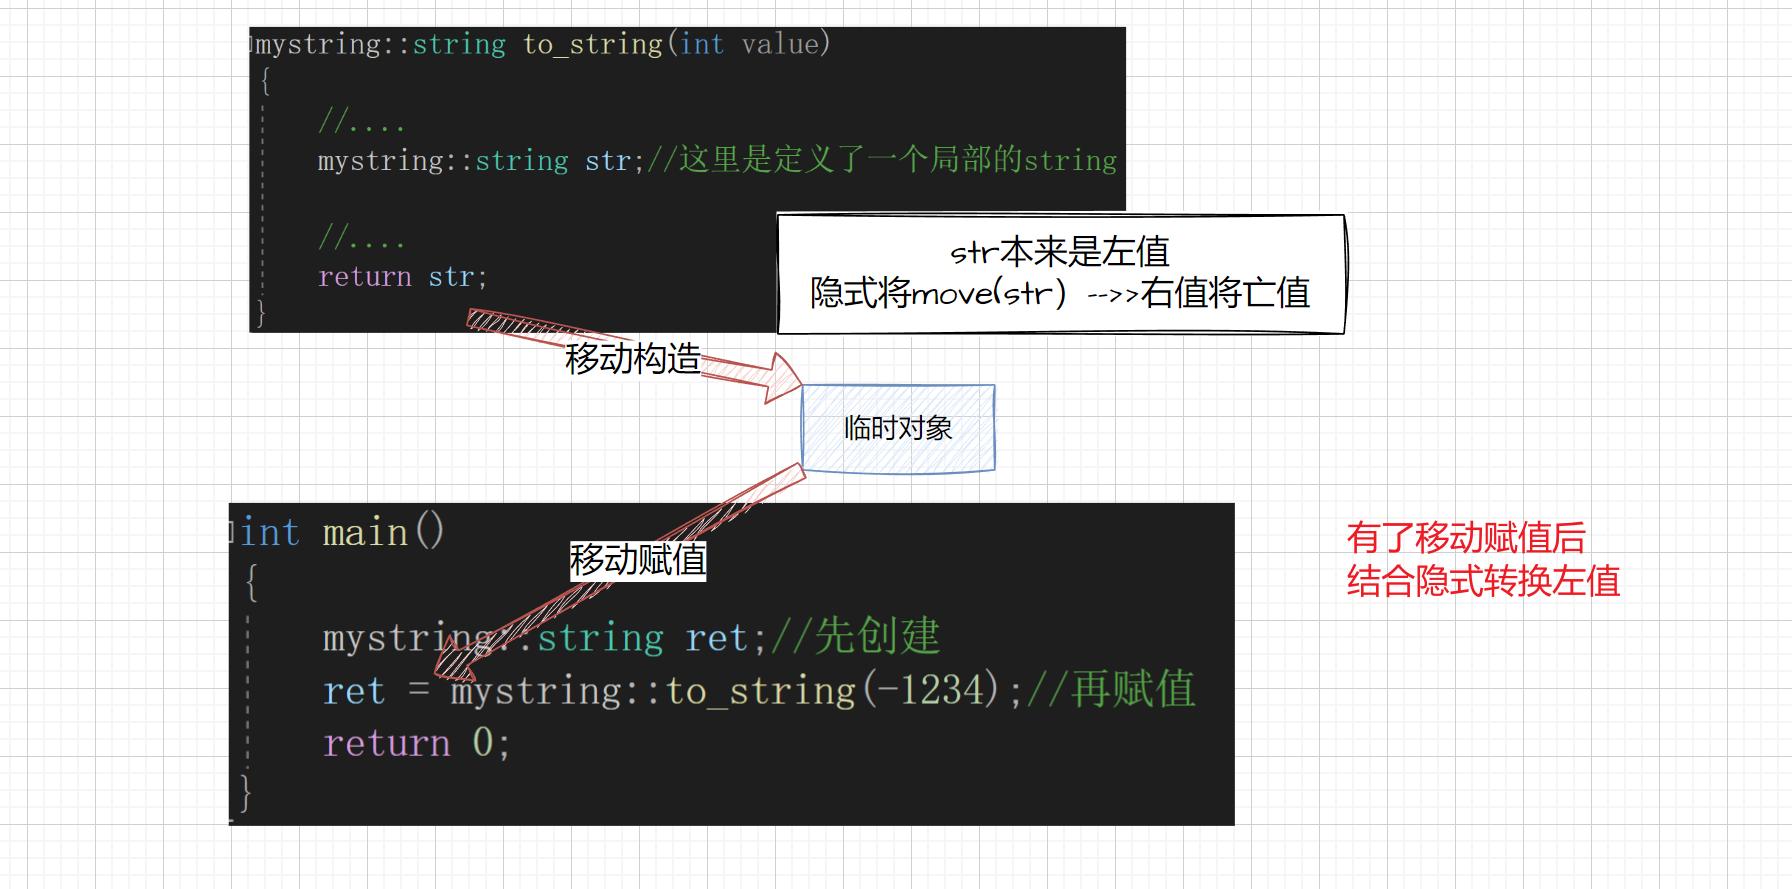 mystring::string to_string(int value)
{
//....
mystring::string str;//这里是定义了一个局部的string
//....
return str;
}
str本来是左值
隐式将move(str) -->>右值将亡值
移动构造
临时对象
移动赋值
int main()
{
mystring::string ret;//先创建
ret = mystring::to_string(-1234);//再赋值
return 0;
}
有了移动赋值后
结合隐式转换左值